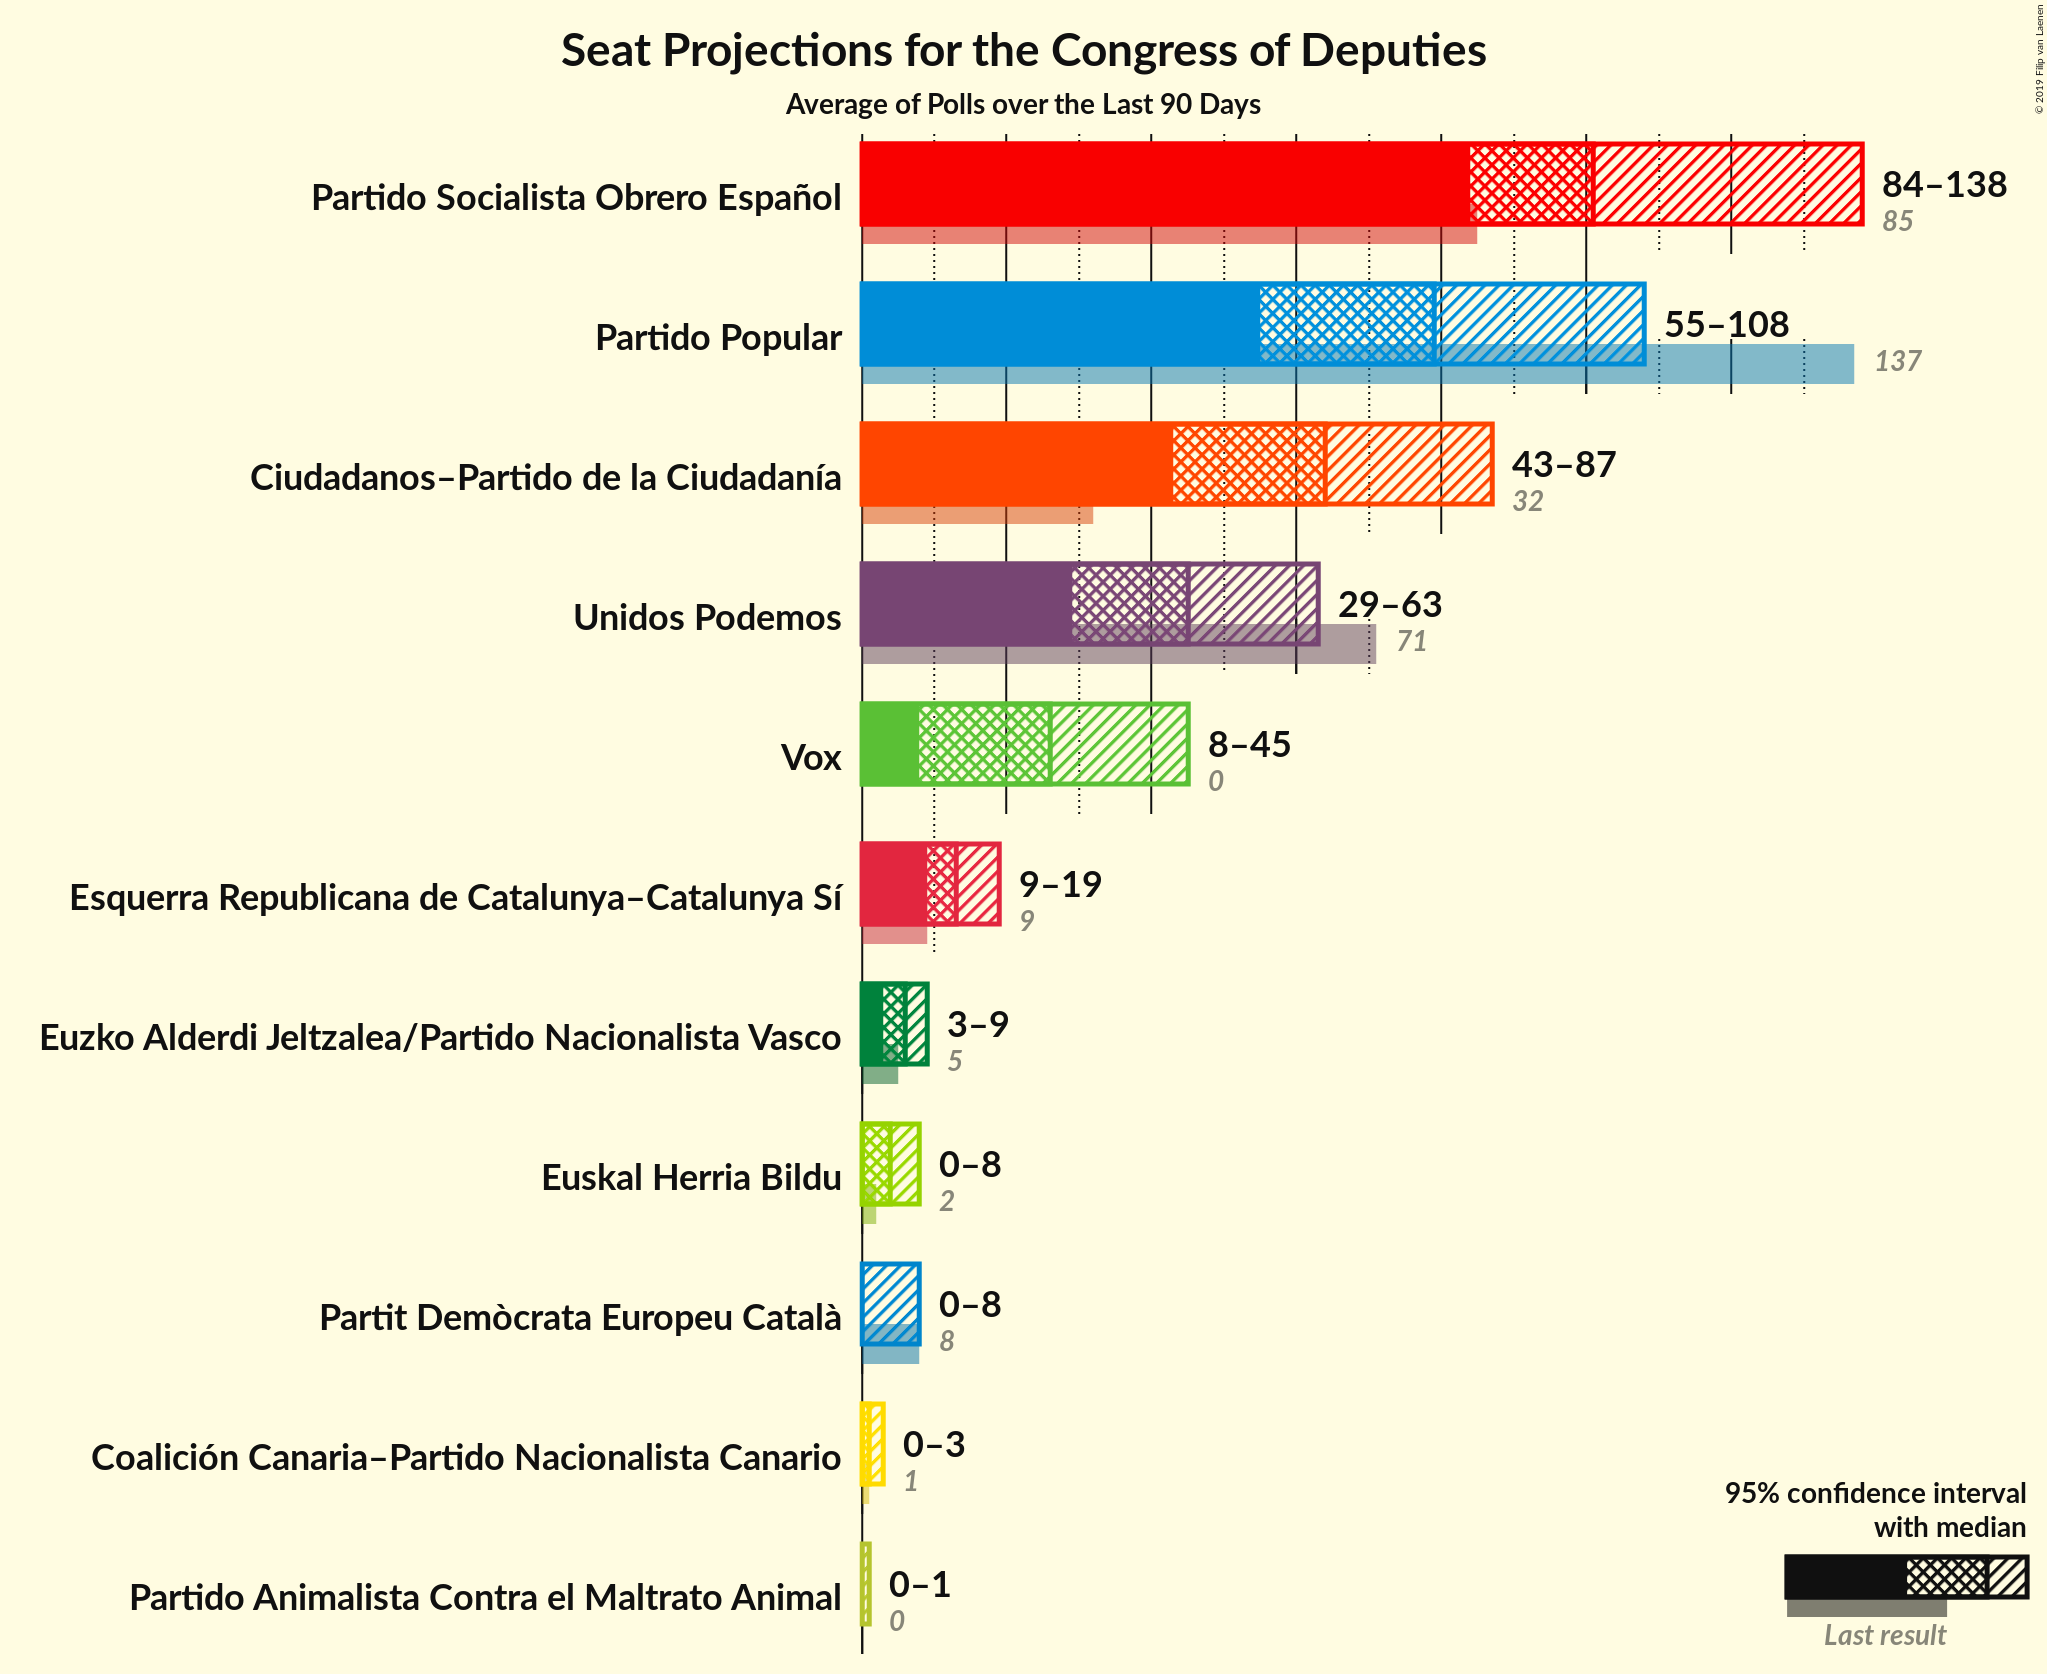 Seat Projections for the Congress of Deputies
Average of Polls over the Last 90 Days
© 2019 Filip van Laenen
Partido Socialista Obrero Español
84–138
85
Partido Popular
55–108
137
Ciudadanos–Partido de la Ciudadanía
43–87
32
Unidos Podemos
29–63
71
Vox
8–45
0
Esquerra Republicana de Catalunya–Catalunya Sí
9–19
9
Euzko Alderdi Jeltzalea/Partido Nacionalista Vasco
3–9
5
Euskal Herria Bildu
0–8
2
Partit Demòcrata Europeu Català
0–8
8
Coalición Canaria–Partido Nacionalista Canario
0–3
1
Partido Animalista Contra el Maltrato Animal
0–1
0
95% confidence interval
with median
Last result